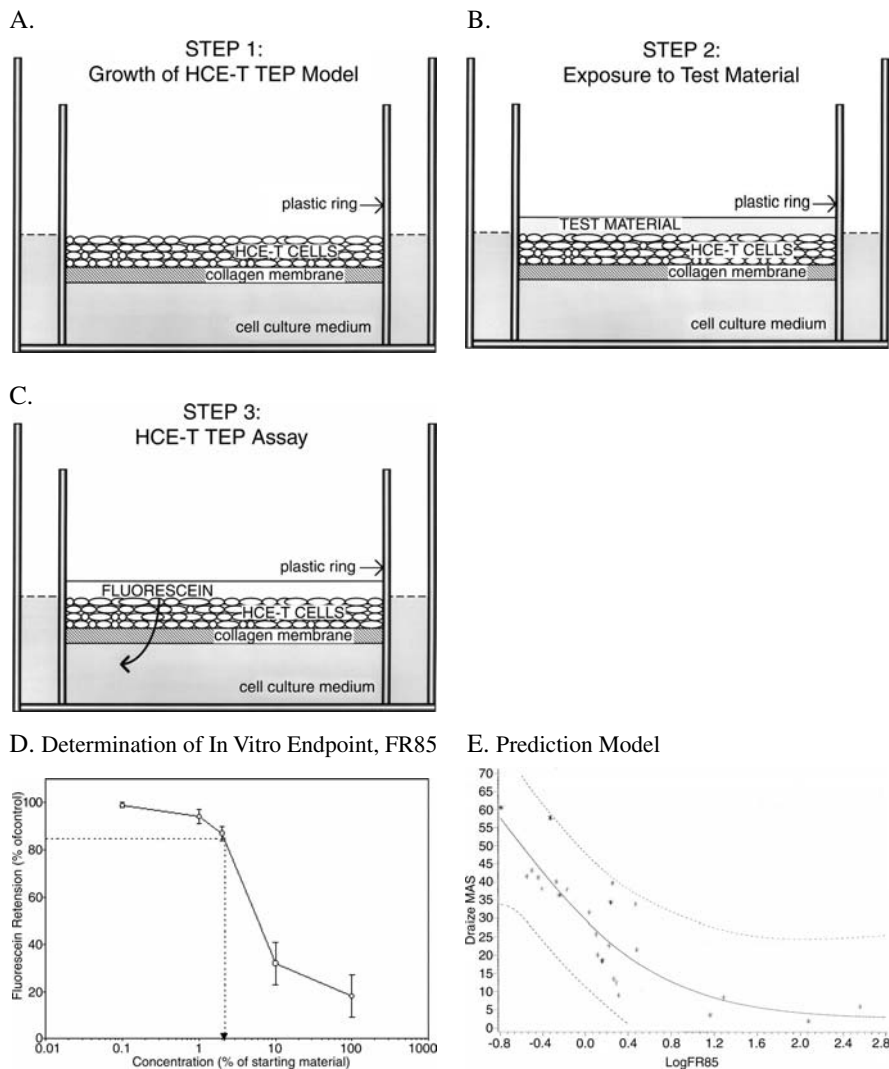 A.
STEP 1:
Growth of HCE-T TEP Model
plastic ring
HCE-T CELLS
collagen membrane
cell culture medium
B.
STEP 2:
Exposure to Test Material
plastic ring
TEST MATERIAL
HCE-T CELLS
collagen membrane
cell culture medium
C.
STEP 3:
HCE-T TEP Assay
plastic ring
FLUORESCEIN
HCE-T CELLS
collagen membrane
cell culture medium
D. Determination of In Vitro Endpoint, FR85
Fluorescein Retention (% ofcontrol)
100
80
60
40
20
0
0.01 0.1 1 10 100 1000
Concentration (% of starting material)
E. Prediction Model
Draize MAS
70
65
60
55
50
45
40
35
30
25
20
15
10
5
0
-0.8 -0.4 0.0 0.4 0.8 1.2 1.6 2.0 2.4 2.8
LogFR85